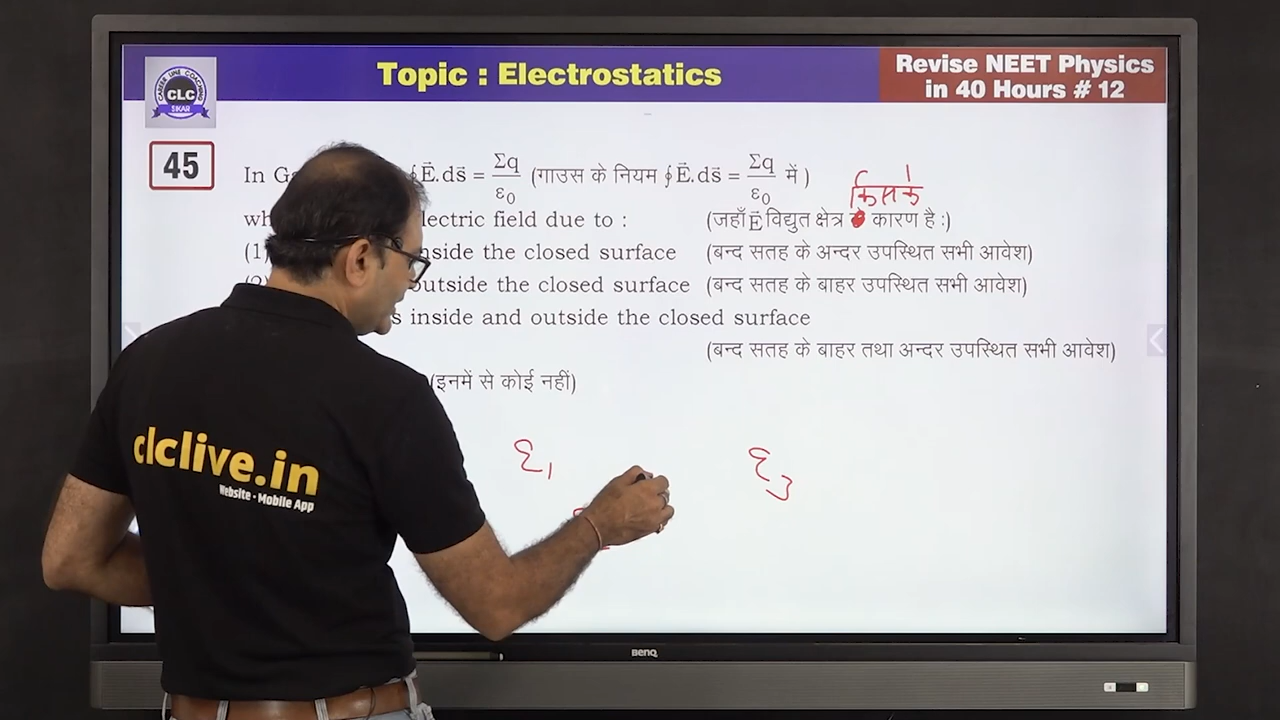 Topic : Electrostatics
Revise NEET Physics
in 40 Hours # 12
CAREER LINE COACHING
CLC
SIKAR
45
In
∮E⃗.ds⃗ = Σq/ε₀ (गाउस के नियम ∮E⃗.ds⃗ = Σq/ε₀ में )
किसके
lectric field due to : (जहाँ E⃗ विद्युत क्षेत्र कारण है :)
(1) nside the closed surface (बन्द सतह के अन्दर उपस्थित सभी आवेश)
outside the closed surface (बन्द सतह के बाहर उपस्थित सभी आवेश)
s inside and outside the closed surface
(बन्द सतह के बाहर तथा अन्दर उपस्थित सभी आवेश)
(इनमें से कोई नहीं)
clclive.in
Website • Mobile App
BENQ